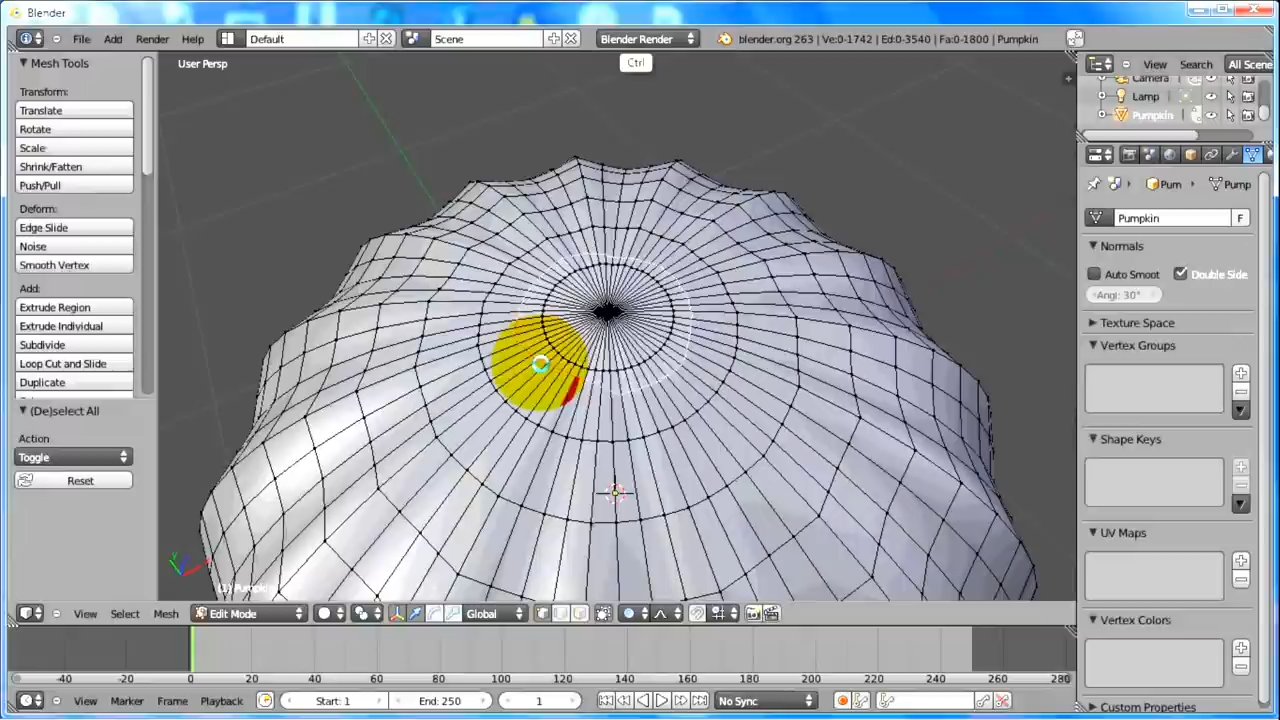 Blender
File Add Render Help Default Scene Blender Render blender.org 263 | Ve:0-1742 | Ed:0-3540 | Fa:0-1800 | Pumpkin
Ctrl
User Persp
Mesh Tools
Transform:
Translate
Rotate
Scale
Shrink/Fatten
Push/Pull
Deform:
Edge Slide
Noise
Smooth Vertex
Add:
Extrude Region
Extrude Individual
Subdivide
Loop Cut and Slide
Duplicate
(De)select All
Action
Toggle
Reset
View Search All Scene
Camera
Lamp
Pumpkin
Pum Pump
Pumpkin F
Normals
Auto Smoot Double Side
Angl: 30°
Texture Space
Vertex Groups
Shape Keys
UV Maps
Vertex Colors
Custom Properties
(1) Pumpkin
View Select Mesh Edit Mode Global
-40 -20 0 20 40 60 80 100 120 140 160 180 200 220 240 260 280
View Marker Frame Playback Start: 1 End: 250 1 No Sync